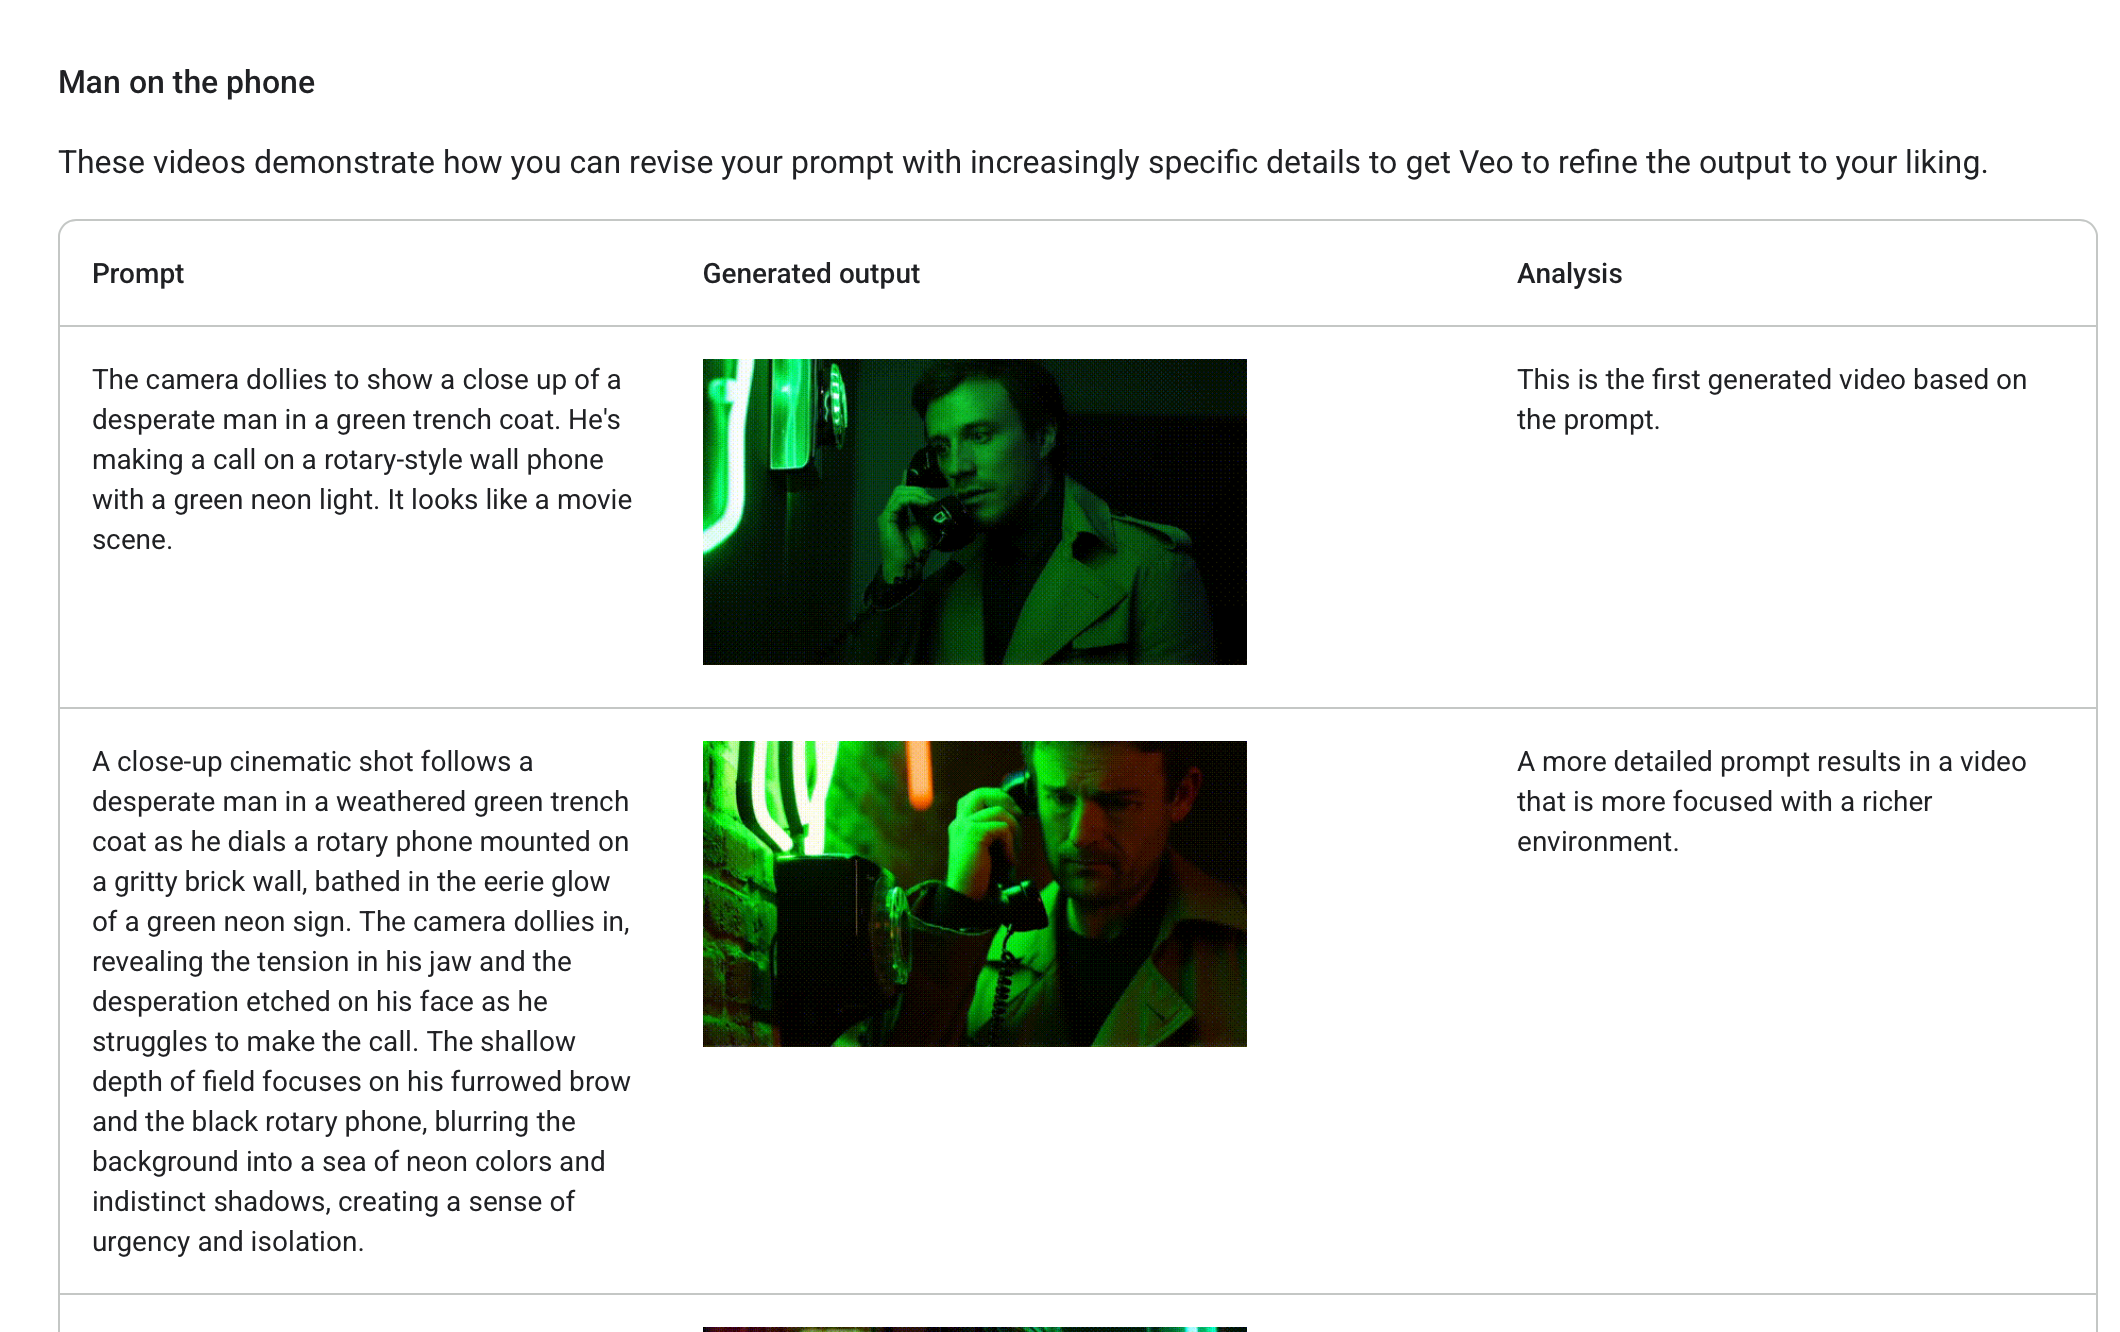 Man on the phone
These videos demonstrate how you can revise your prompt with increasingly specific details to get Veo to refine the output to your liking.
Prompt
Generated output
Analysis
The camera dollies to show a close up of a
desperate man in a green trench coat. He's
making a call on a rotary-style wall phone
with a green neon light. It looks like a movie
scene.
This is the first generated video based on
the prompt.
A close-up cinematic shot follows a
desperate man in a weathered green trench
coat as he dials a rotary phone mounted on
a gritty brick wall, bathed in the eerie glow
of a green neon sign. The camera dollies in,
revealing the tension in his jaw and the
desperation etched on his face as he
struggles to make the call. The shallow
depth of field focuses on his furrowed brow
and the black rotary phone, blurring the
background into a sea of neon colors and
indistinct shadows, creating a sense of
urgency and isolation.
A more detailed prompt results in a video
that is more focused with a richer
environment.